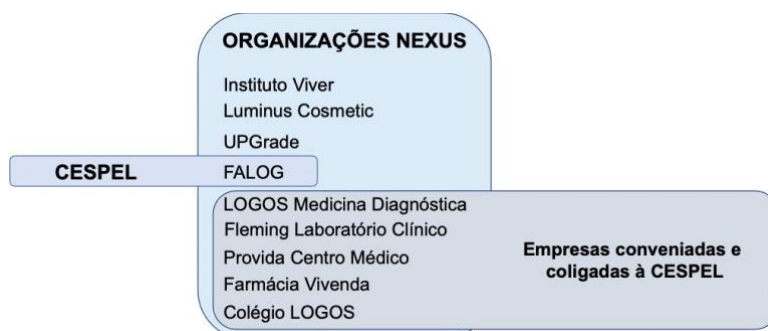 ORGANIZAÇÕES NEXUS
Instituto Viver
Luminus Cosmetic
UPGrade
CESPEL
FALOG
LOGOS Medicina Diagnóstica
Fleming Laboratório Clínico
Provida Centro Médico
Farmácia Vivenda
Colégio LOGOS
Empresas conveniadas e
coligadas à CESPEL